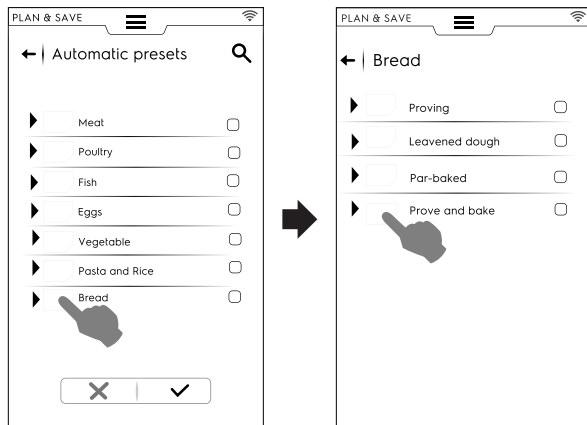 PLAN & SAVE
Automatic presets
Meat
Poultry
Fish
Eggs
Vegetable
Pasta and Rice
Bread
PLAN & SAVE
Bread
Proving
Leavened dough
Par-baked
Prove and bake